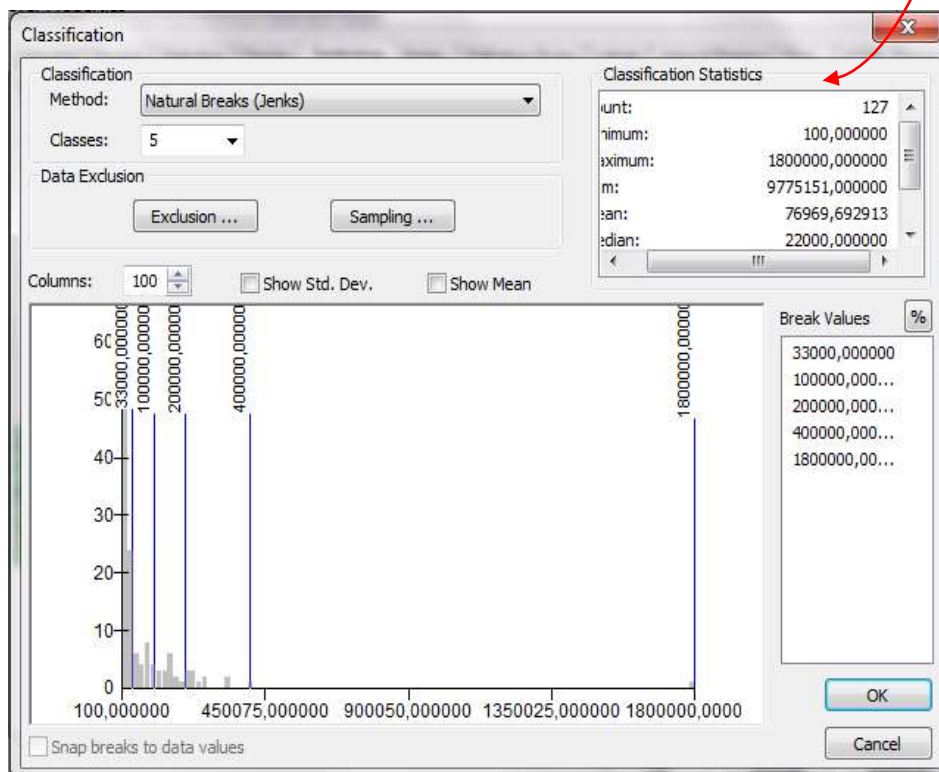 Classification
Classification
Method: Natural Breaks (Jenks)
Classes: 5
Data Exclusion
Exclusion ... Sampling ...
Classification Statistics
unt: 127
nimum: 100,000000
aximum: 1800000,000000
m: 9775151,000000
ean: 76969,692913
edian: 22000,000000
Columns: 100 Show Std. Dev. Show Mean
33000,000000
100000,000000
200000,000000
400000,000000
1800000,00000
50
40
30
20
10
0
100,000000 450075,000000 900050,000000 1350025,000000 1800000,0000
Break Values %
33000,000000
100000,000...
200000,000...
400000,000...
1800000,00...
OK
Cancel
Snap breaks to data values